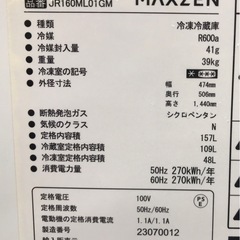 品番 JR160ML01GM MAXZEN
種類 冷凍冷蔵庫
冷媒 R600a
冷媒封入量 41g
重量 39kg
冷凍室の記号
外径寸法 幅 474mm
奥行 506mm
高さ 1,440mm
断熱発泡ガス シクロペンタン
気候のクラス N
定格内容積 157L
冷蔵室定格内容積 109L
冷凍室定格内容積 48L
消費電力量 50Hz 270kWh/年
60Hz 270kWh/年
定格電圧 100V
定格周波数 50Hz/60Hz
電動機の定格消費電流 1.1A/1.1A
製造番号 23070012
PSE